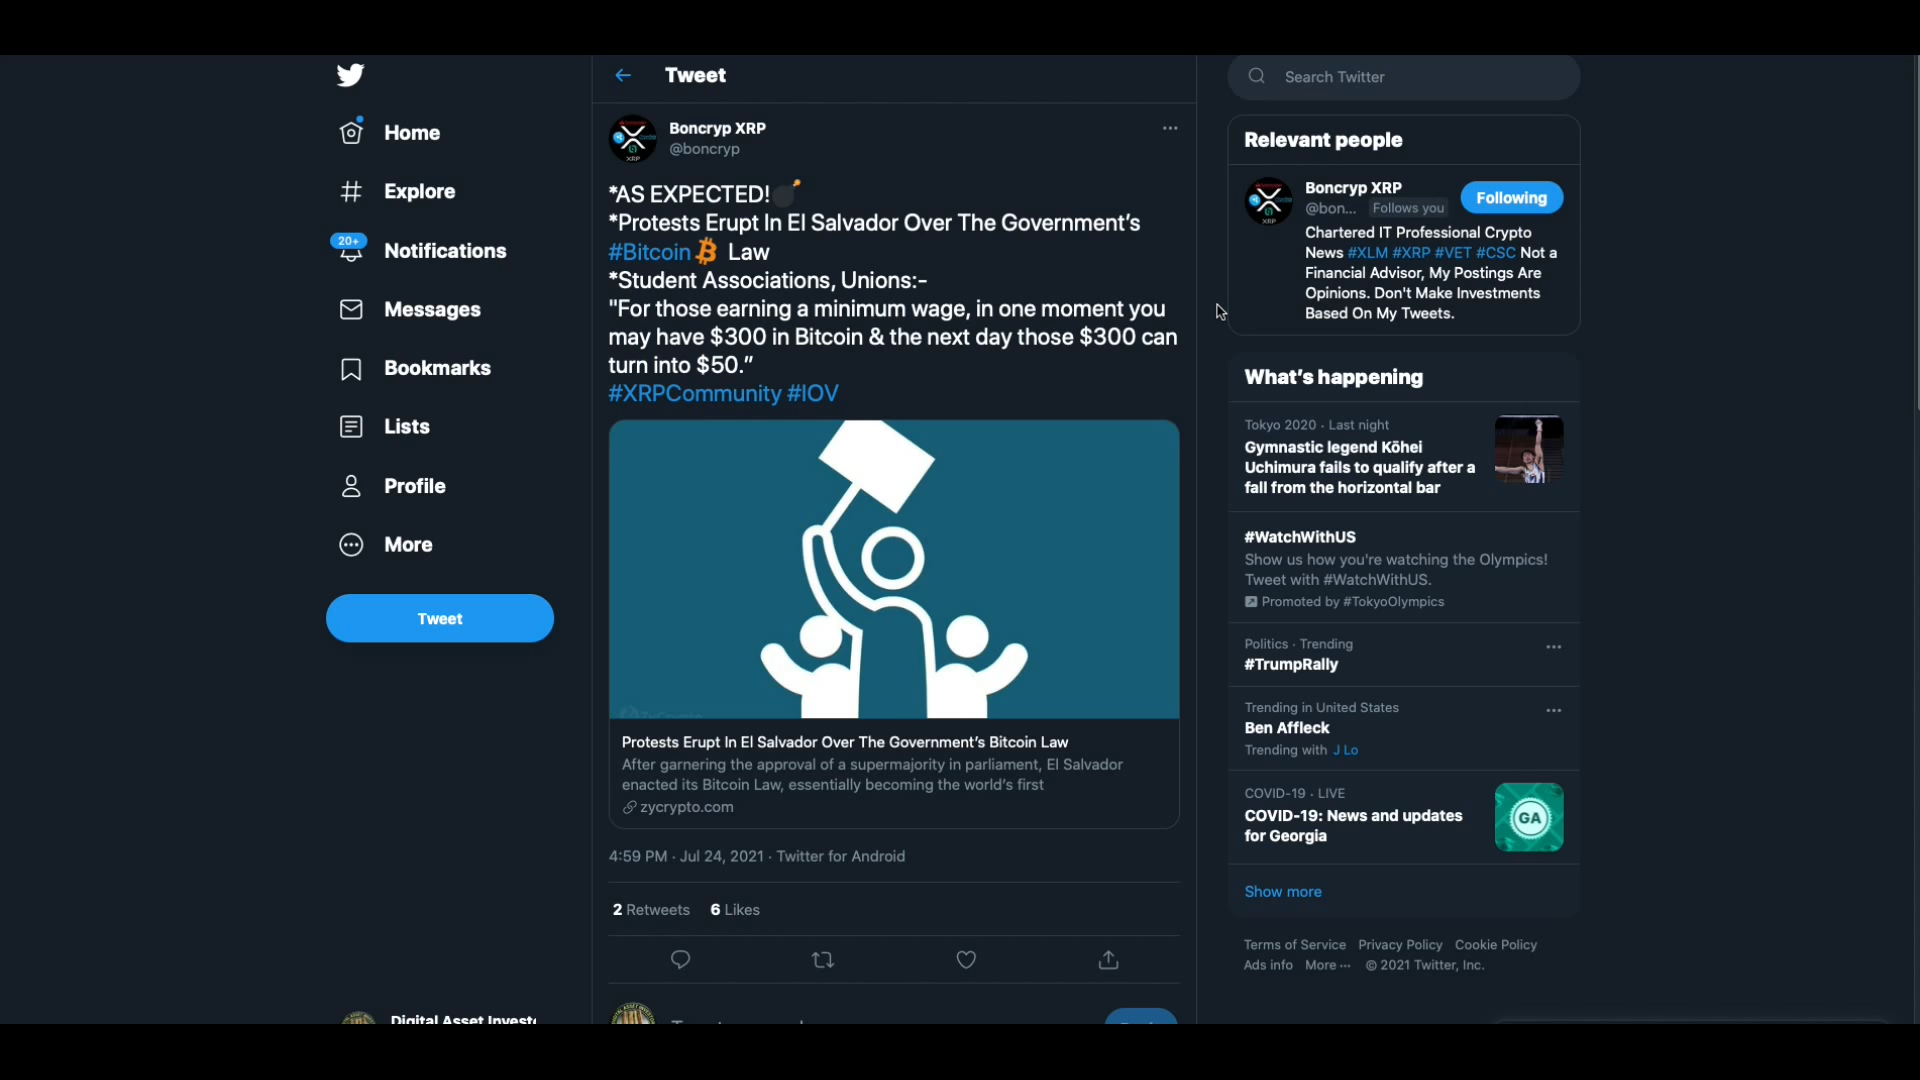 Home
Explore
20+
Notifications
Messages
Bookmarks
Lists
Profile
More
Tweet
Digital Asset Invest
Tweet
Boncryp XRP
@boncryp
*AS EXPECTED!💣
*Protests Erupt In El Salvador Over The Government's
#Bitcoin Law
*Student Associations, Unions:-
"For those earning a minimum wage, in one moment you
may have $300 in Bitcoin & the next day those $300 can
turn into $50.”
#XRPCommunity #IOV
Protests Erupt In El Salvador Over The Government's Bitcoin Law
After garnering the approval of a supermajority in parliament, El Salvador
enacted its Bitcoin Law, essentially becoming the world's first
zycrypto.com
4:59 PM · Jul 24, 2021 · Twitter for Android
2 Retweets 6 Likes
Search Twitter
Relevant people
Boncryp XRP
@bon... Follows you
Following
Chartered IT Professional Crypto
News #XLM #XRP #VET #CSC Not a
Financial Advisor, My Postings Are
Opinions. Don't Make Investments
Based On My Tweets.
What's happening
Tokyo 2020 · Last night
Gymnastic legend Kōhei
Uchimura fails to qualify after a
fall from the horizontal bar
#WatchWithUS
Show us how you're watching the Olympics!
Tweet with #WatchWithUS.
Promoted by #TokyoOlympics
Politics · Trending
#TrumpRally
Trending in United States
Ben Affleck
Trending with J Lo
COVID-19 · LIVE
COVID-19: News and updates
for Georgia
GA
Show more
Terms of Service Privacy Policy Cookie Policy
Ads info More ··· © 2021 Twitter, Inc.